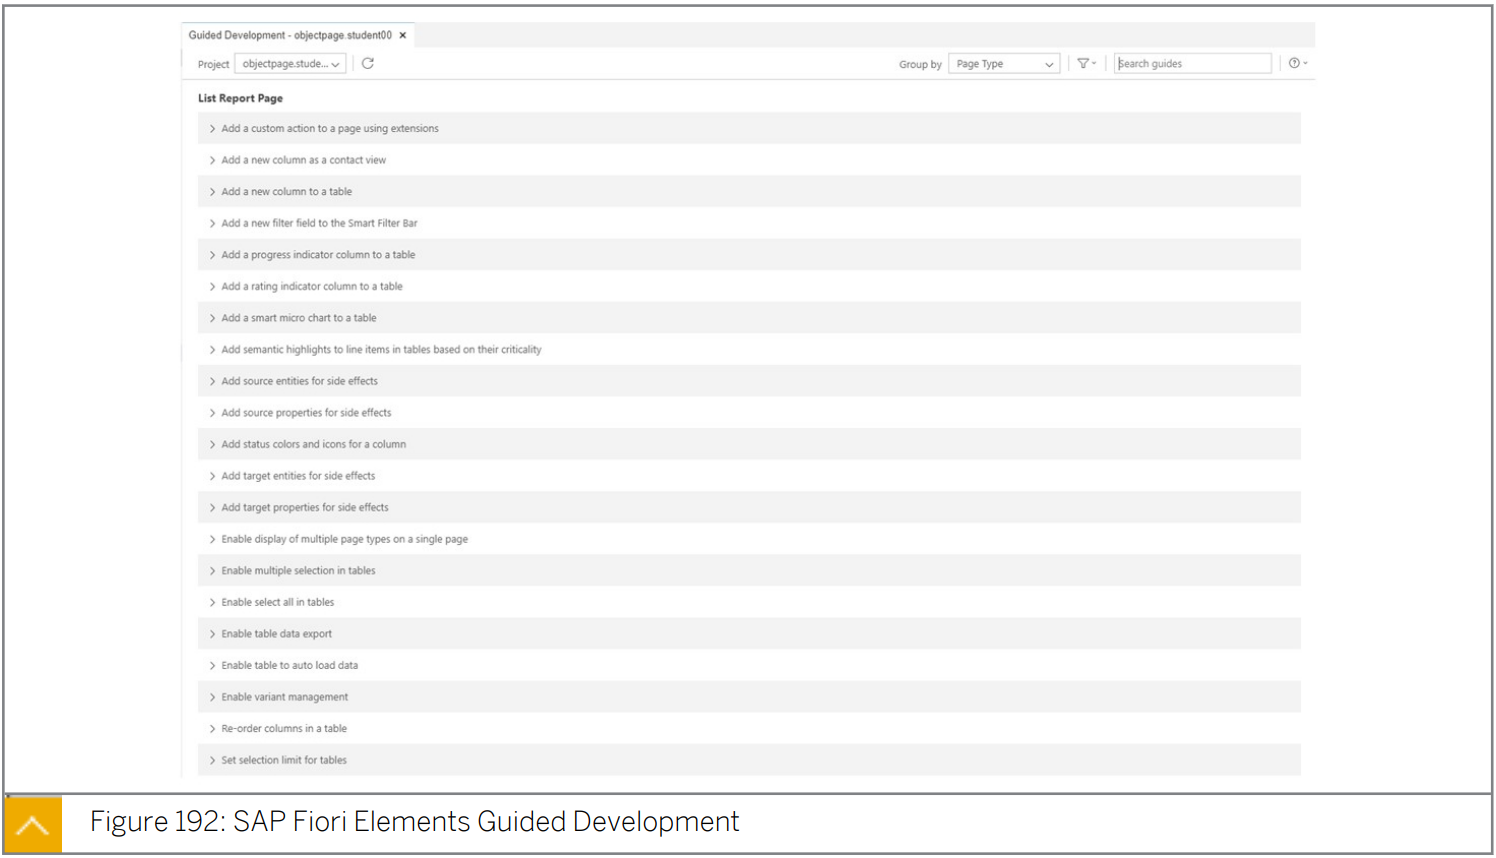 Guided Development - objectpage.student00 ×
Project objectpage.stude... Group by Page Type Search guides
List Report Page
Add a custom action to a page using extensions
Add a new column as a contact view
Add a new column to a table
Add a new filter field to the Smart Filter Bar
Add a progress indicator column to a table
Add a rating indicator column to a table
Add a smart micro chart to a table
Add semantic highlights to line items in tables based on their criticality
Add source entities for side effects
Add source properties for side effects
Add status colors and icons for a column
Add target entities for side effects
Add target properties for side effects
Enable display of multiple page types on a single page
Enable multiple selection in tables
Enable select all in tables
Enable table data export
Enable table to auto load data
Enable variant management
Re-order columns in a table
Set selection limit for tables
Figure 192: SAP Fiori Elements Guided Development